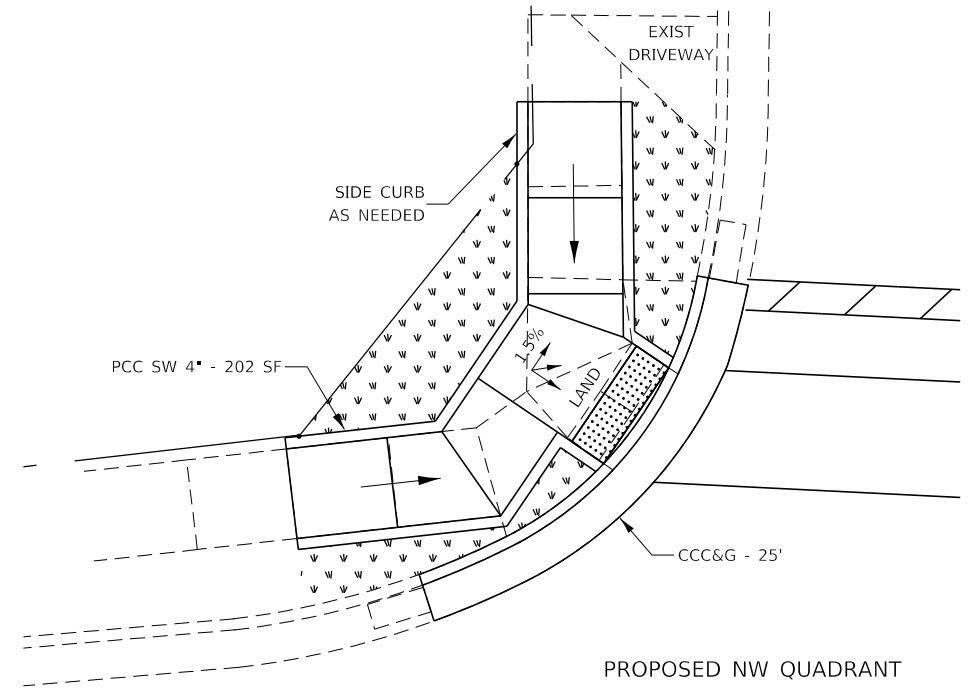 EXIST
DRIVEWAY
SIDE CURB
AS NEEDED
1.5%
LAND
PCC SW 4" - 202 SF
CCC&G - 25'
PROPOSED NW QUADRANT